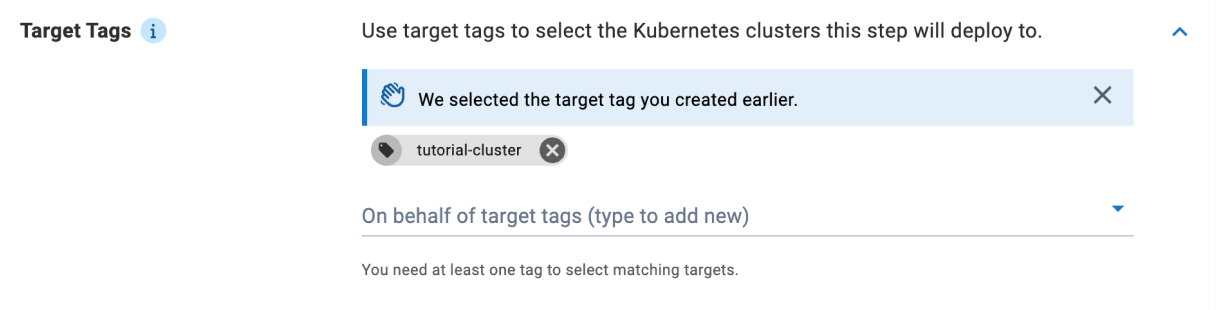 Target Tags i Use target tags to select the Kubernetes clusters this step will deploy to.
We selected the target tag you created earlier.
tutorial-cluster
On behalf of target tags (type to add new)
You need at least one tag to select matching targets.